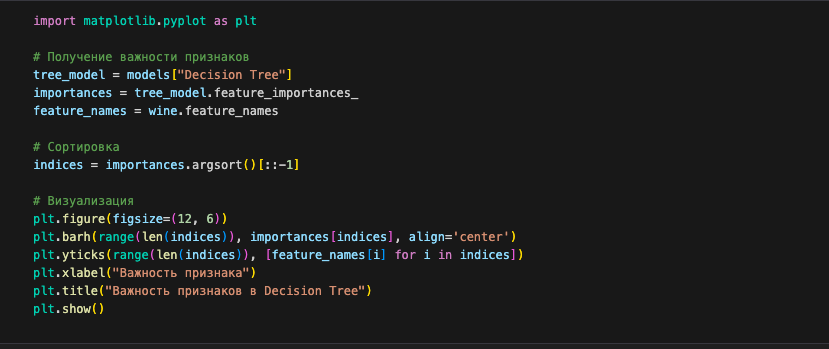 import matplotlib.pyplot as plt
# Получение важности признаков
tree_model = models["Decision Tree"]
importances = tree_model.feature_importances_
feature_names = wine.feature_names
# Сортировка
indices = importances.argsort()[::-1]
# Визуализация
plt.figure(figsize=(12, 6))
plt.barh(range(len(indices)), importances[indices], align='center')
plt.yticks(range(len(indices)), [feature_names[i] for i in indices])
plt.xlabel("Важность признака")
plt.title("Важность признаков в Decision Tree")
plt.show()